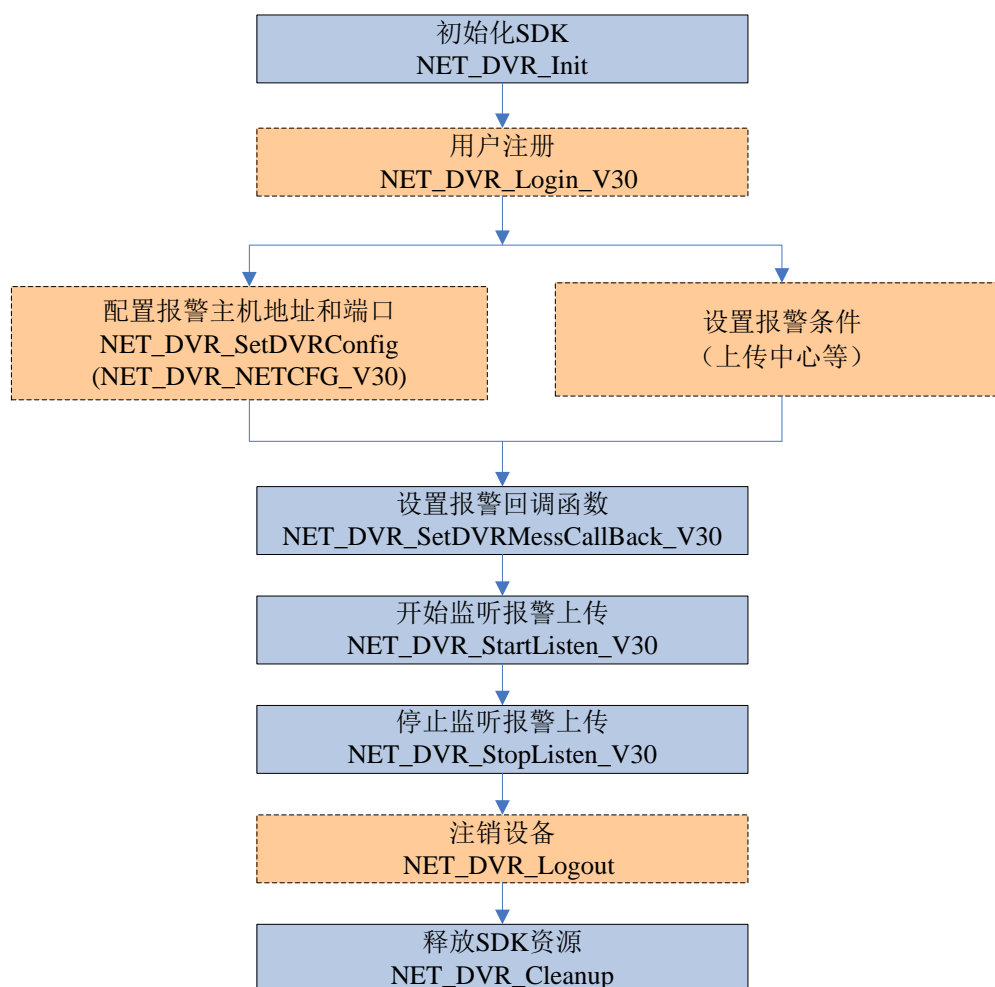 初始化SDK
NET_DVR_Init
用户注册
NET_DVR_Login_V30
配置报警主机地址和端口
NET_DVR_SetDVRConfig
(NET_DVR_NETCFG_V30)
设置报警条件
（上传中心等）
设置报警回调函数
NET_DVR_SetDVRMessCallBack_V30
开始监听报警上传
NET_DVR_StartListen_V30
停止监听报警上传
NET_DVR_StopListen_V30
注销设备
NET_DVR_Logout
释放SDK资源
NET_DVR_Cleanup